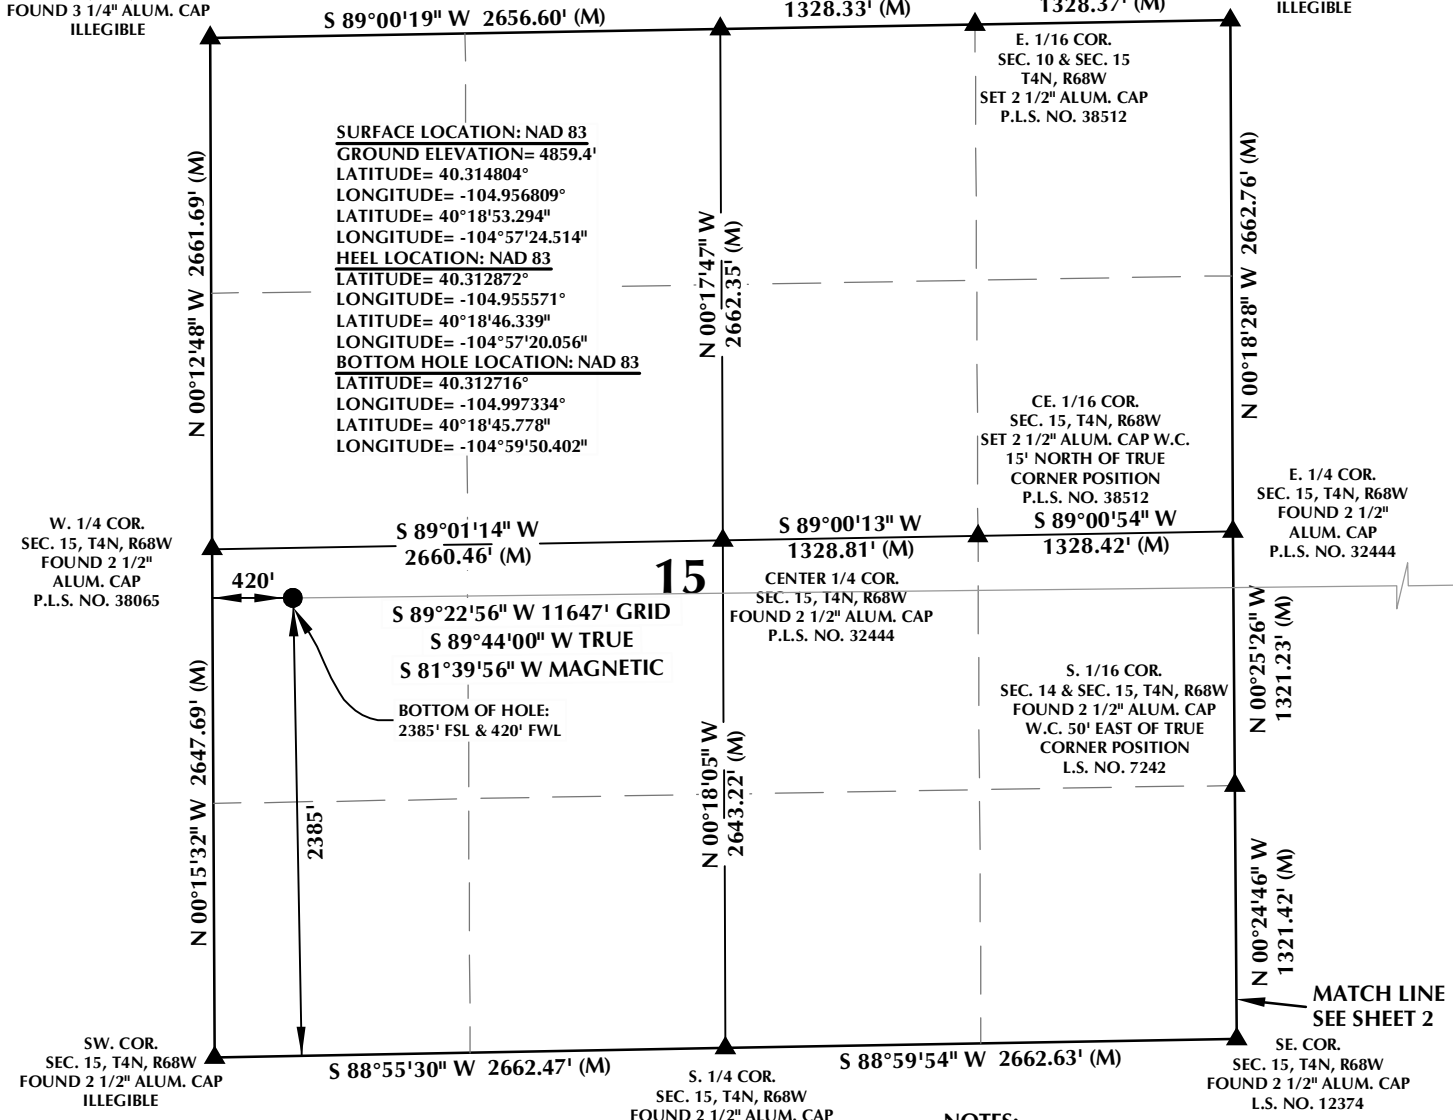 FOUND 3 1/4" ALUM. CAP
ILLEGIBLE
S 89°00'19" W 2656.60' (M)
1328.33' (M)
1328.37' (M)
ILLEGIBLE
E. 1/16 COR.
SEC. 10 & SEC. 15
T4N, R68W
SET 2 1/2" ALUM. CAP
P.L.S. NO. 38512
SURFACE LOCATION: NAD 83
GROUND ELEVATION= 4859.4'
LATITUDE= 40.314804°
LONGITUDE= -104.956809°
LATITUDE= 40°18'53.294"
LONGITUDE= -104°57'24.514"
HEEL LOCATION: NAD 83
LATITUDE= 40.312872°
LONGITUDE= -104.955571°
LATITUDE= 40°18'46.339"
LONGITUDE= -104°57'20.056"
BOTTOM HOLE LOCATION: NAD 83
LATITUDE= 40.312716°
LONGITUDE= -104.997334°
LATITUDE= 40°18'45.778"
LONGITUDE= -104°59'50.402"
N 00°12'48" W 2661.69' (M)
N 00°17'47" W
2662.35' (M)
N 00°18'28" W 2662.76' (M)
CE. 1/16 COR.
SEC. 15, T4N, R68W
SET 2 1/2" ALUM. CAP W.C.
15' NORTH OF TRUE
CORNER POSITION
P.L.S. NO. 38512
E. 1/4 COR.
SEC. 15, T4N, R68W
FOUND 2 1/2"
ALUM. CAP
P.L.S. NO. 32444
W. 1/4 COR.
SEC. 15, T4N, R68W
FOUND 2 1/2"
ALUM. CAP
P.L.S. NO. 38065
S 89°01'14" W
2660.46' (M)
S 89°00'13" W
1328.81' (M)
S 89°00'54" W
1328.42' (M)
15
420'
CENTER 1/4 COR.
SEC. 15, T4N, R68W
FOUND 2 1/2" ALUM. CAP
P.L.S. NO. 32444
S 89°22'56" W 11647' GRID
S 89°44'00" W TRUE
S 81°39'56" W MAGNETIC
BOTTOM OF HOLE:
2385' FSL & 420' FWL
S. 1/16 COR.
SEC. 14 & SEC. 15, T4N, R68W
FOUND 2 1/2" ALUM. CAP
W.C. 50' EAST OF TRUE
CORNER POSITION
L.S. NO. 7242
N 00°25'26" W
1321.23' (M)
N 00°15'32" W 2647.69' (M)
2385'
N 00°18'05" W
2643.22' (M)
N 00°24'46" W
1321.42' (M)
MATCH LINE
SEE SHEET 2
SW. COR.
SEC. 15, T4N, R68W
FOUND 2 1/2" ALUM. CAP
ILLEGIBLE
S 88°55'30" W 2662.47' (M)
S 88°59'54" W 2662.63' (M)
S. 1/4 COR.
SEC. 15, T4N, R68W
FOUND 2 1/2" ALUM. CAP
SE. COR.
SEC. 15, T4N, R68W
FOUND 2 1/2" ALUM. CAP
L.S. NO. 12374
NOTES: